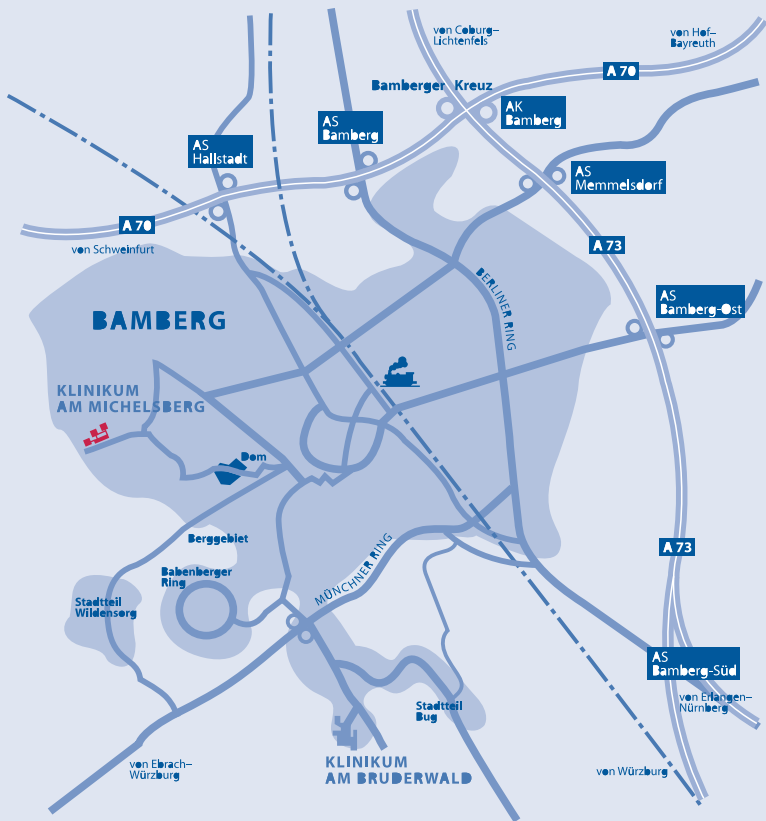 von Coburg–
Lichtenfels
von Hof–
Bayreuth
A 70
Bamberger Kreuz
AK
Bamberg
AS
Bamberg
AS
Hallstadt
AS
Memmelsdorf
A 70
von Schweinfurt
A 73
BERLINER RING
AS
Bamberg-Ost
BAMBERG
KLINIKUM
AM MICHELSBERG
Dom
Berggebiet
MÜNCHNER RING
A 73
Babenberger
Ring
Stadtteil
Wildensorg
AS
Bamberg-Süd
von Erlangen–
Nürnberg
Stadtteil
Bug
von Ebrach–
Würzburg
KLINIKUM
AM BRUDERWALD
von Würzburg